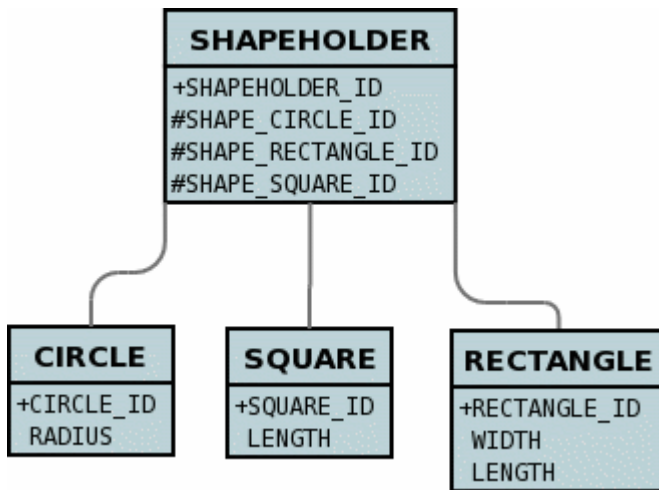 SHAPEHOLDER
+SHAPEHOLDER_ID
#SHAPE_CIRCLE_ID
#SHAPE_RECTANGLE_ID
#SHAPE_SQUARE_ID
CIRCLE
+CIRCLE_ID
RADIUS
SQUARE
+SQUARE_ID
LENGTH
RECTANGLE
+RECTANGLE_ID
WIDTH
LENGTH